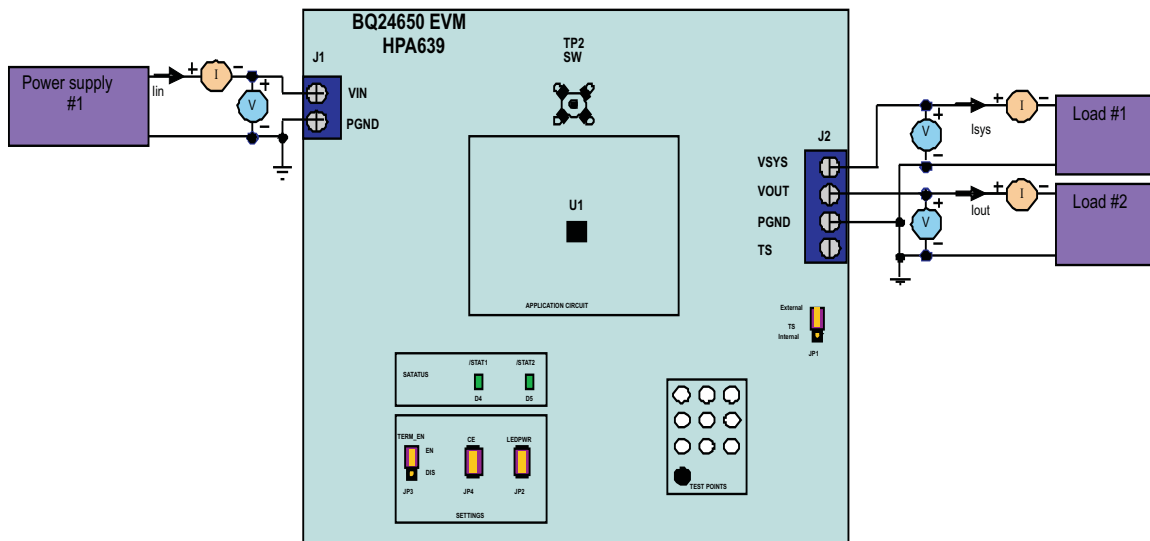 BQ24650 EVM
HPA639
J1
TP2
SW
Power supply
#1
Iin
+
I
-
+
V
-
VIN
PGND
J2
VSYS
VOUT
PGND
TS
+
V
-
Isys
+
I
-
Load #1
+
V
-
Iout
+
I
-
Load #2
U1
APPLICATION CIRCUIT
External
TS
Internal
JP1
SATATUS
/STAT1
/STAT2
D4
D5
TERM_EN
EN
DIS
JP3
CE
JP4
LEDPWR
JP2
SETTINGS
TEST POINTS